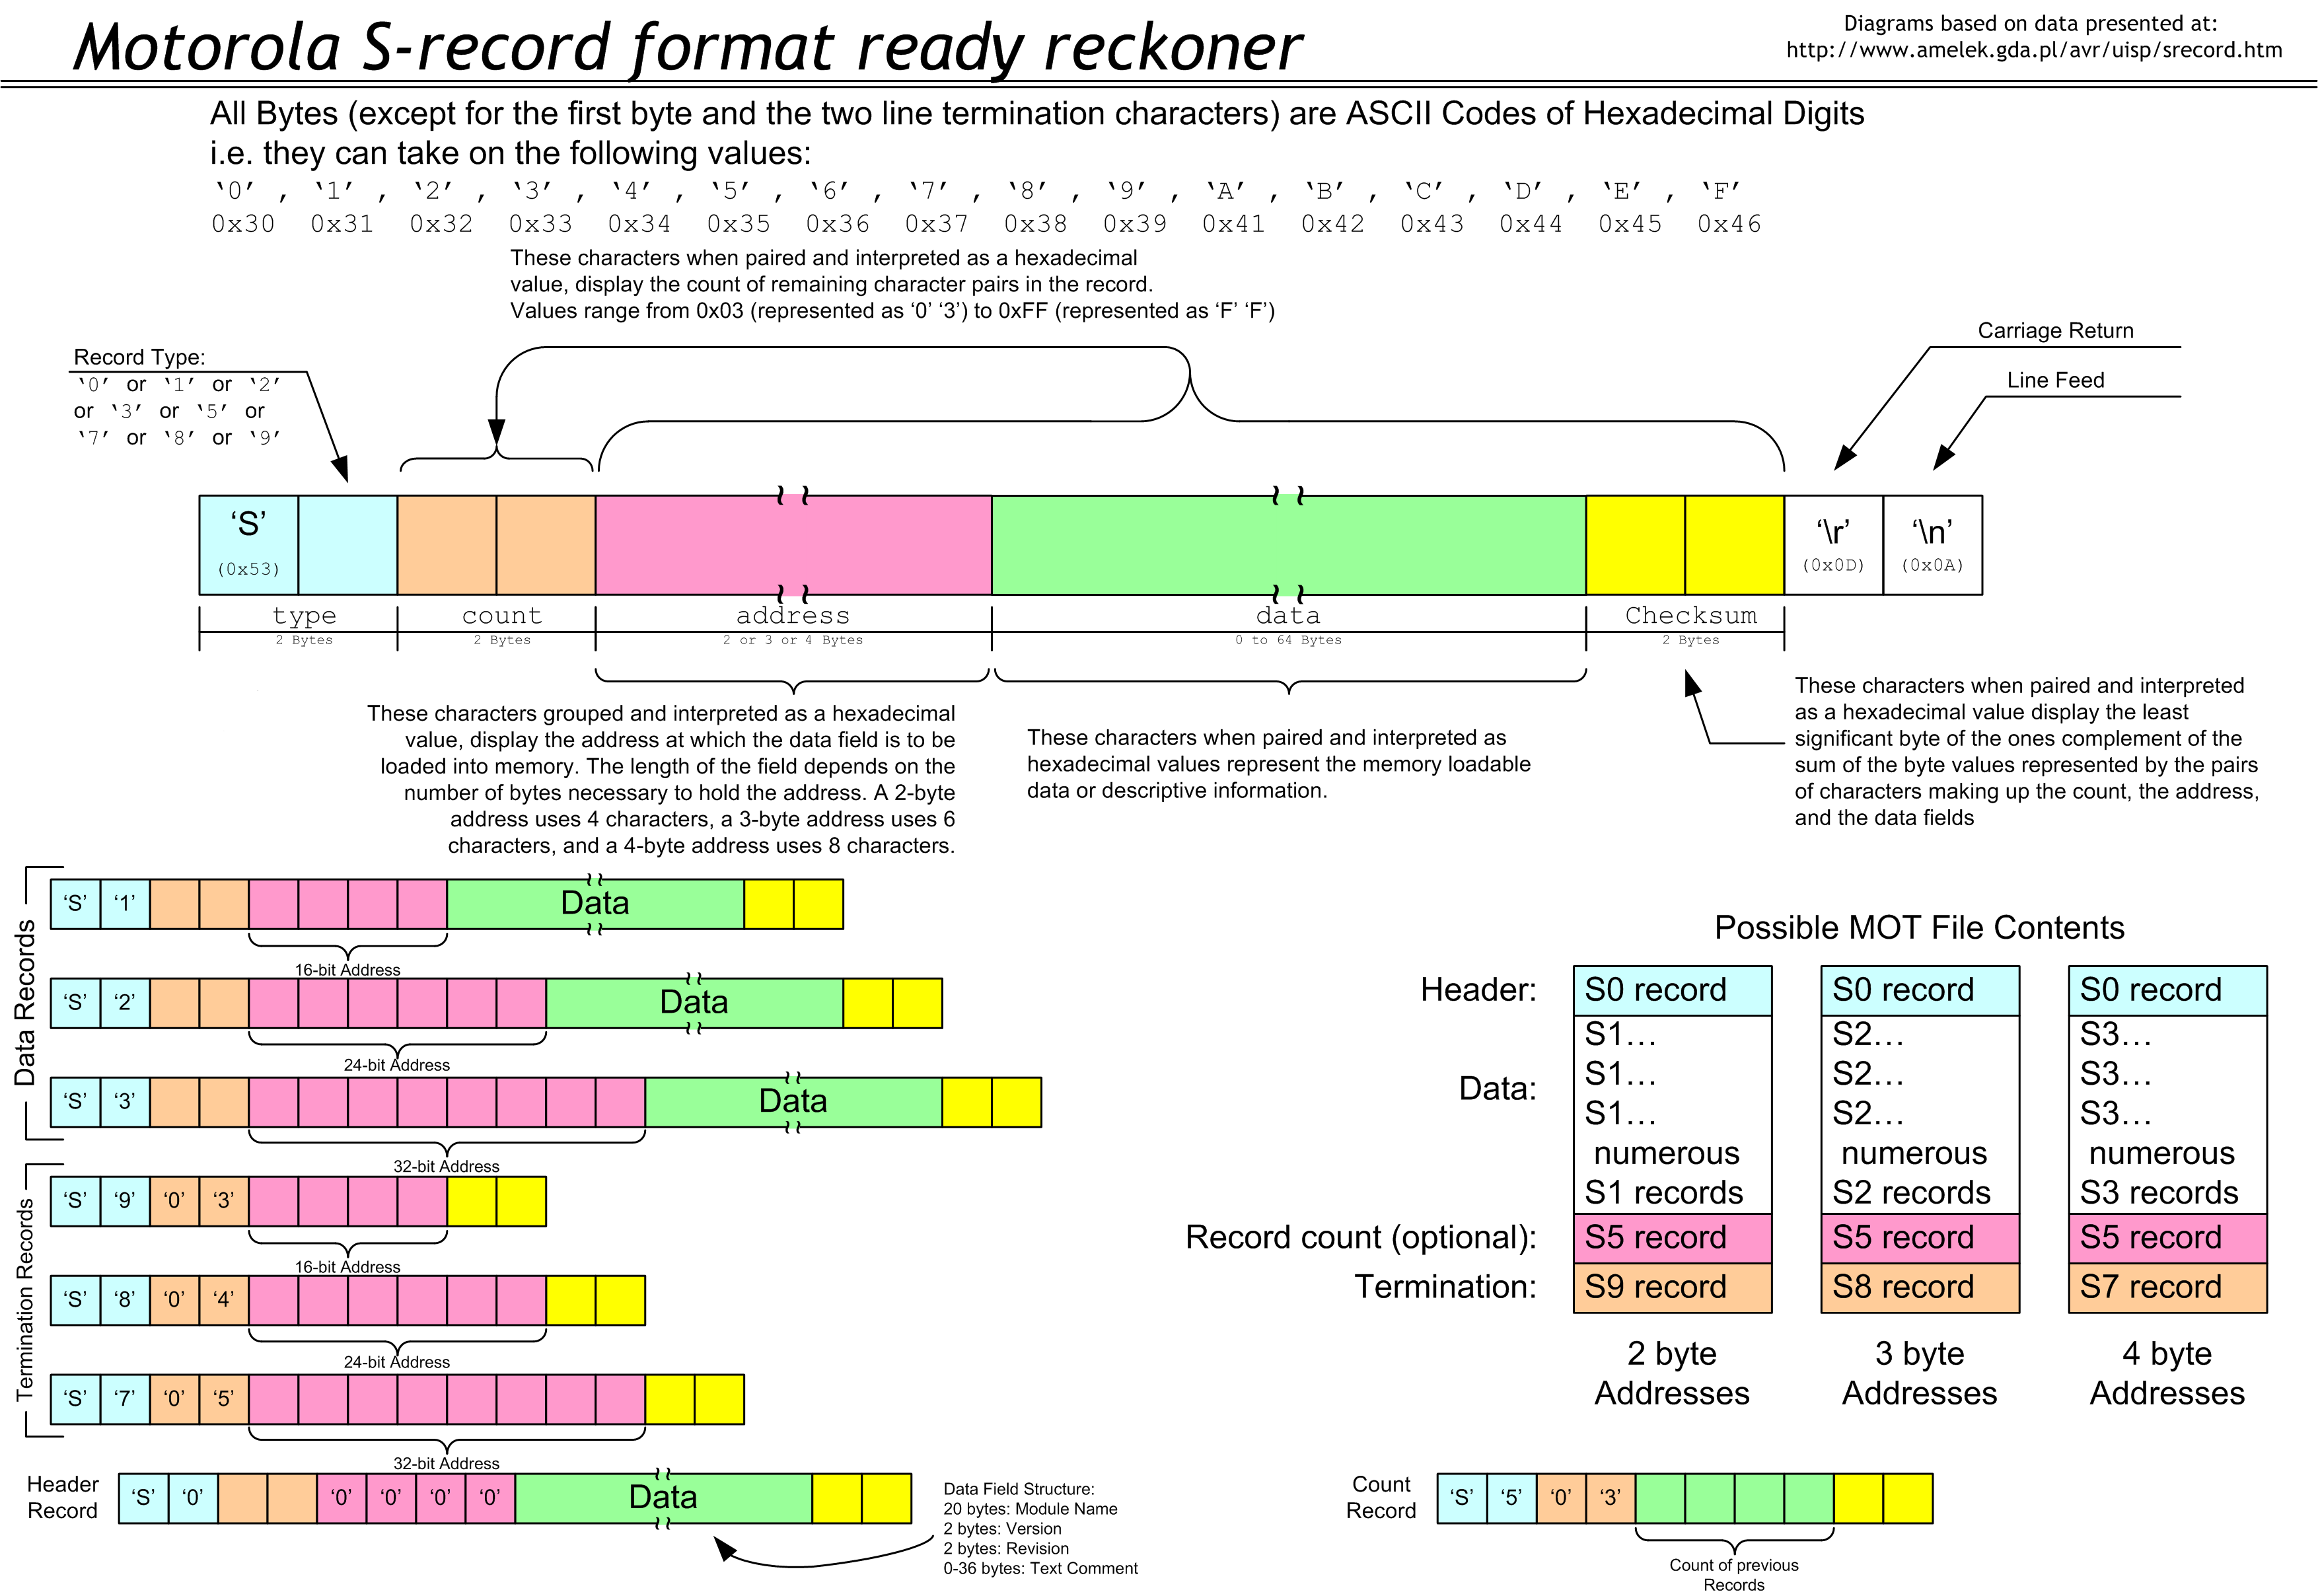 Motorola S-record format ready reckoner
Diagrams based on data presented at:
http://www.amelek.gda.pl/avr/uisp/srecord.htm
All Bytes (except for the first byte and the two line termination characters) are ASCII Codes of Hexadecimal Digits
i.e. they can take on the following values:
‘0’ , ‘1’ , ‘2’ , ‘3’ , ‘4’ , ‘5’ , ‘6’ , ‘7’ , ‘8’ , ‘9’ , ‘A’ , ‘B’ , ‘C’ , ‘D’ , ‘E’ , ‘F’
0x30 0x31 0x32 0x33 0x34 0x35 0x36 0x37 0x38 0x39 0x41 0x42 0x43 0x44 0x45 0x46
These characters when paired and interpreted as a hexadecimal
value, display the count of remaining character pairs in the record.
Values range from 0x03 (represented as ‘0’ ‘3’) to 0xFF (represented as ‘F’ ‘F’)
Record Type:
‘0’ or ‘1’ or ‘2’
or ‘3’ or ‘5’ or
‘7’ or ‘8’ or ‘9’
Carriage Return
Line Feed
‘S’ ‘\r’ ‘\n’
(0x53) (0x0D) (0x0A)
type count address data Checksum
2 Bytes 2 Bytes 2 or 3 or 4 Bytes 0 to 64 Bytes 2 Bytes
These characters grouped and interpreted as a hexadecimal
value, display the address at which the data field is to be
loaded into memory. The length of the field depends on the
number of bytes necessary to hold the address. A 2-byte
address uses 4 characters, a 3-byte address uses 6
characters, and a 4-byte address uses 8 characters.
These characters when paired and interpreted as
hexadecimal values represent the memory loadable
data or descriptive information.
These characters when paired and interpreted
as a hexadecimal value display the least
significant byte of the ones complement of the
sum of the byte values represented by the pairs
of characters making up the count, the address,
and the data fields
Data Records
‘S’ ‘1’ Data
16-bit Address
‘S’ ‘2’ Data
24-bit Address
‘S’ ‘3’ Data
32-bit Address
Termination Records
‘S’ ‘9’ ‘0’ ‘3’
16-bit Address
‘S’ ‘8’ ‘0’ ‘4’
24-bit Address
‘S’ ‘7’ ‘0’ ‘5’
32-bit Address
Header
Record
‘S’ ‘0’ ‘0’ ‘0’ ‘0’ ‘0’ Data
Data Field Structure:
20 bytes: Module Name
2 bytes: Version
2 bytes: Revision
0-36 bytes: Text Comment
Possible MOT File Contents
Header: S0 record S0 record S0 record
S1… S2… S3…
Data: S1… S2… S3…
S1… S2… S3…
numerous numerous numerous
S1 records S2 records S3 records
Record count (optional): S5 record S5 record S5 record
Termination: S9 record S8 record S7 record
2 byte 3 byte 4 byte
Addresses Addresses Addresses
Count
Record
‘S’ ‘5’ ‘0’ ‘3’
Count of previous
Records